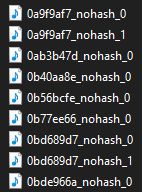 0a9f9af7_nohash_0
0a9f9af7_nohash_1
0ab3b47d_nohash_0
0b40aa8e_nohash_0
0b56bcfe_nohash_0
0b77ee66_nohash_0
0bd689d7_nohash_0
0bd689d7_nohash_1
0bde966a_nohash_0